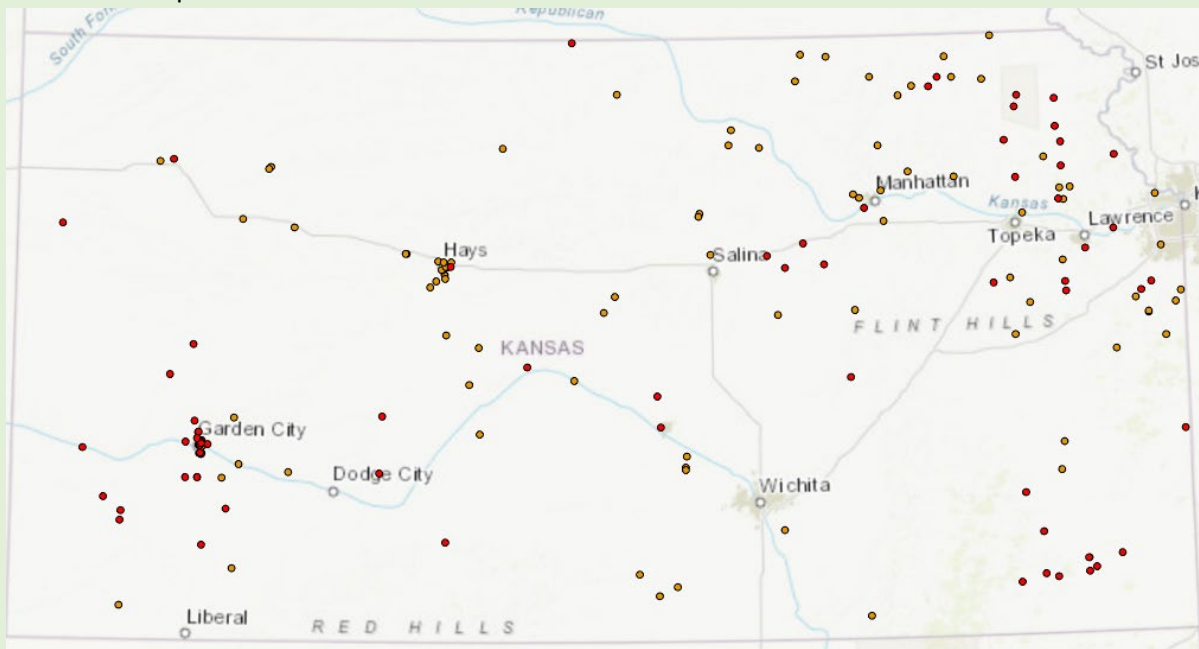 South For
Republican
St Jos
Manhattan
Kansas
Lawrence
Topeka
Hays
Salina
FLINT HILLS
KANSAS
Garden City
Dodge City
Wichita
Liberal
RED HILLS